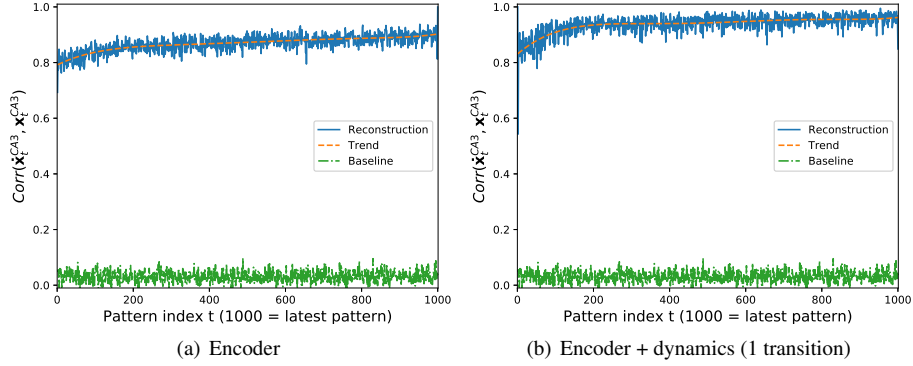 1.0
0.8
0.6
0.4
0.2
0.0
Corr(ẋ_t^CA3, x_t^CA3)
Reconstruction
Trend
Baseline
0 200 400 600 800 1000
Pattern index t (1000 = latest pattern)
(a) Encoder
1.0
0.8
0.6
0.4
0.2
0.0
Corr(ẋ_t^CA3, x_t^CA3)
Reconstruction
Trend
Baseline
0 200 400 600 800 1000
Pattern index t (1000 = latest pattern)
(b) Encoder + dynamics (1 transition)